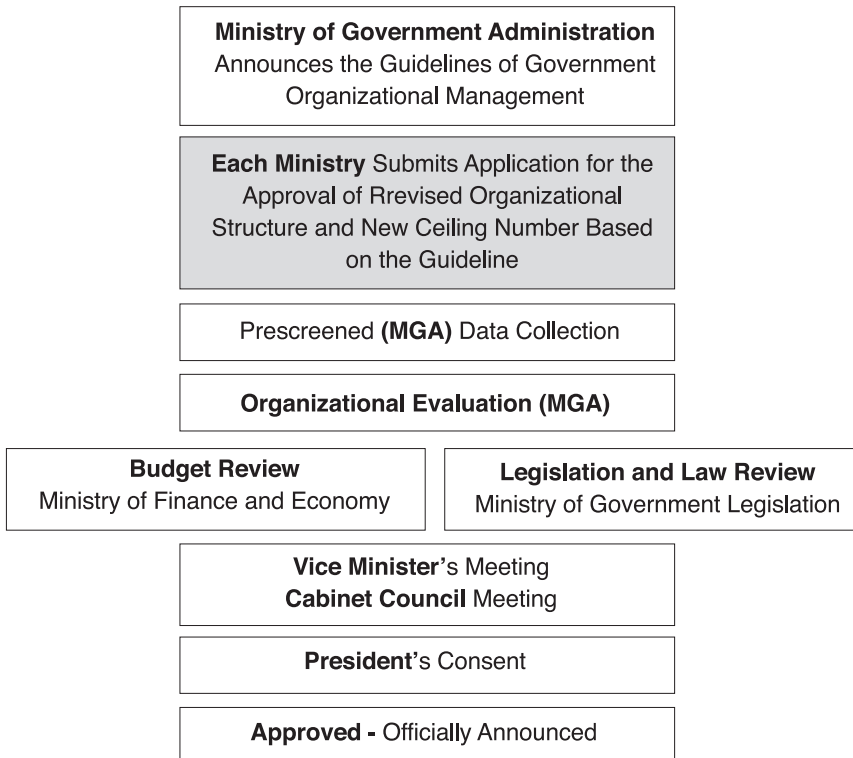 Ministry of Government Administration
Announces the Guidelines of Government
Organizational Management
Each Ministry Submits Application for the
Approval of Rrevised Organizational
Structure and New Ceiling Number Based
on the Guideline
Prescreened (MGA) Data Collection
Organizational Evaluation (MGA)
Budget Review
Ministry of Finance and Economy
Legislation and Law Review
Ministry of Government Legislation
Vice Minister's Meeting
Cabinet Council Meeting
President's Consent
Approved - Officially Announced